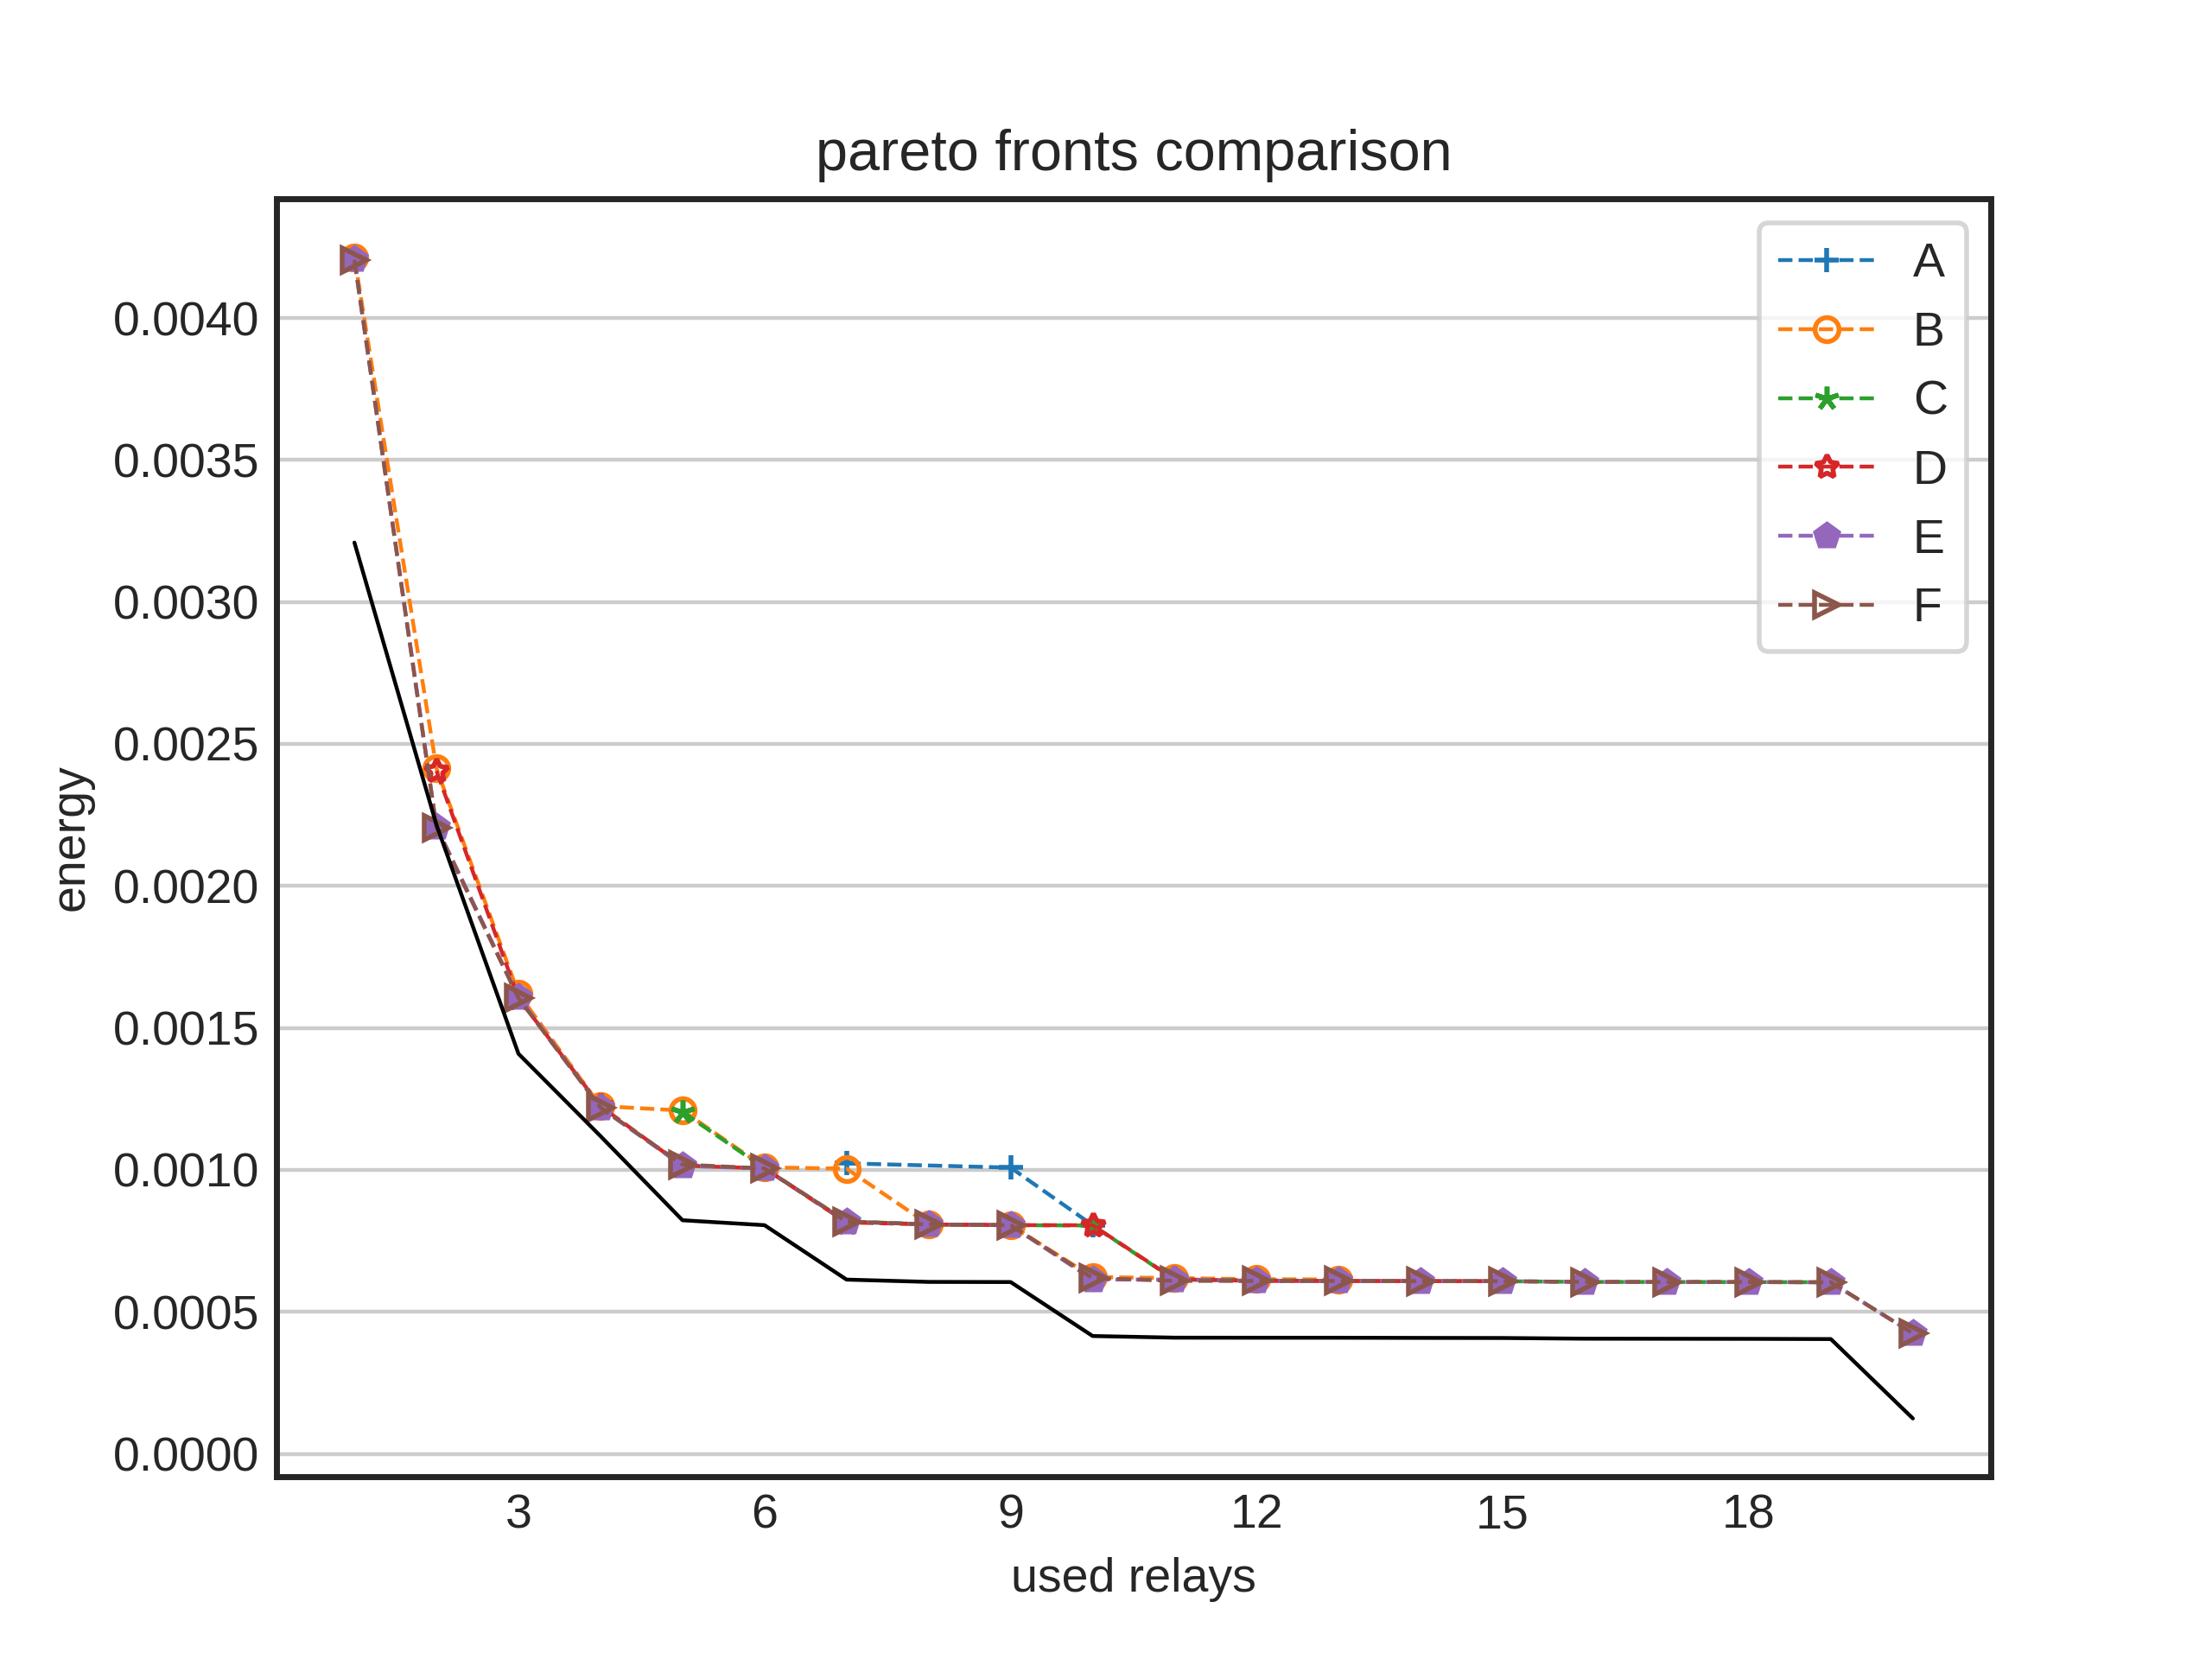 pareto fronts comparison
A
B
C
D
E
F
0.0040
0.0035
0.0030
0.0025
0.0020
0.0015
0.0010
0.0005
0.0000
energy
3 6 9 12 15 18
used relays